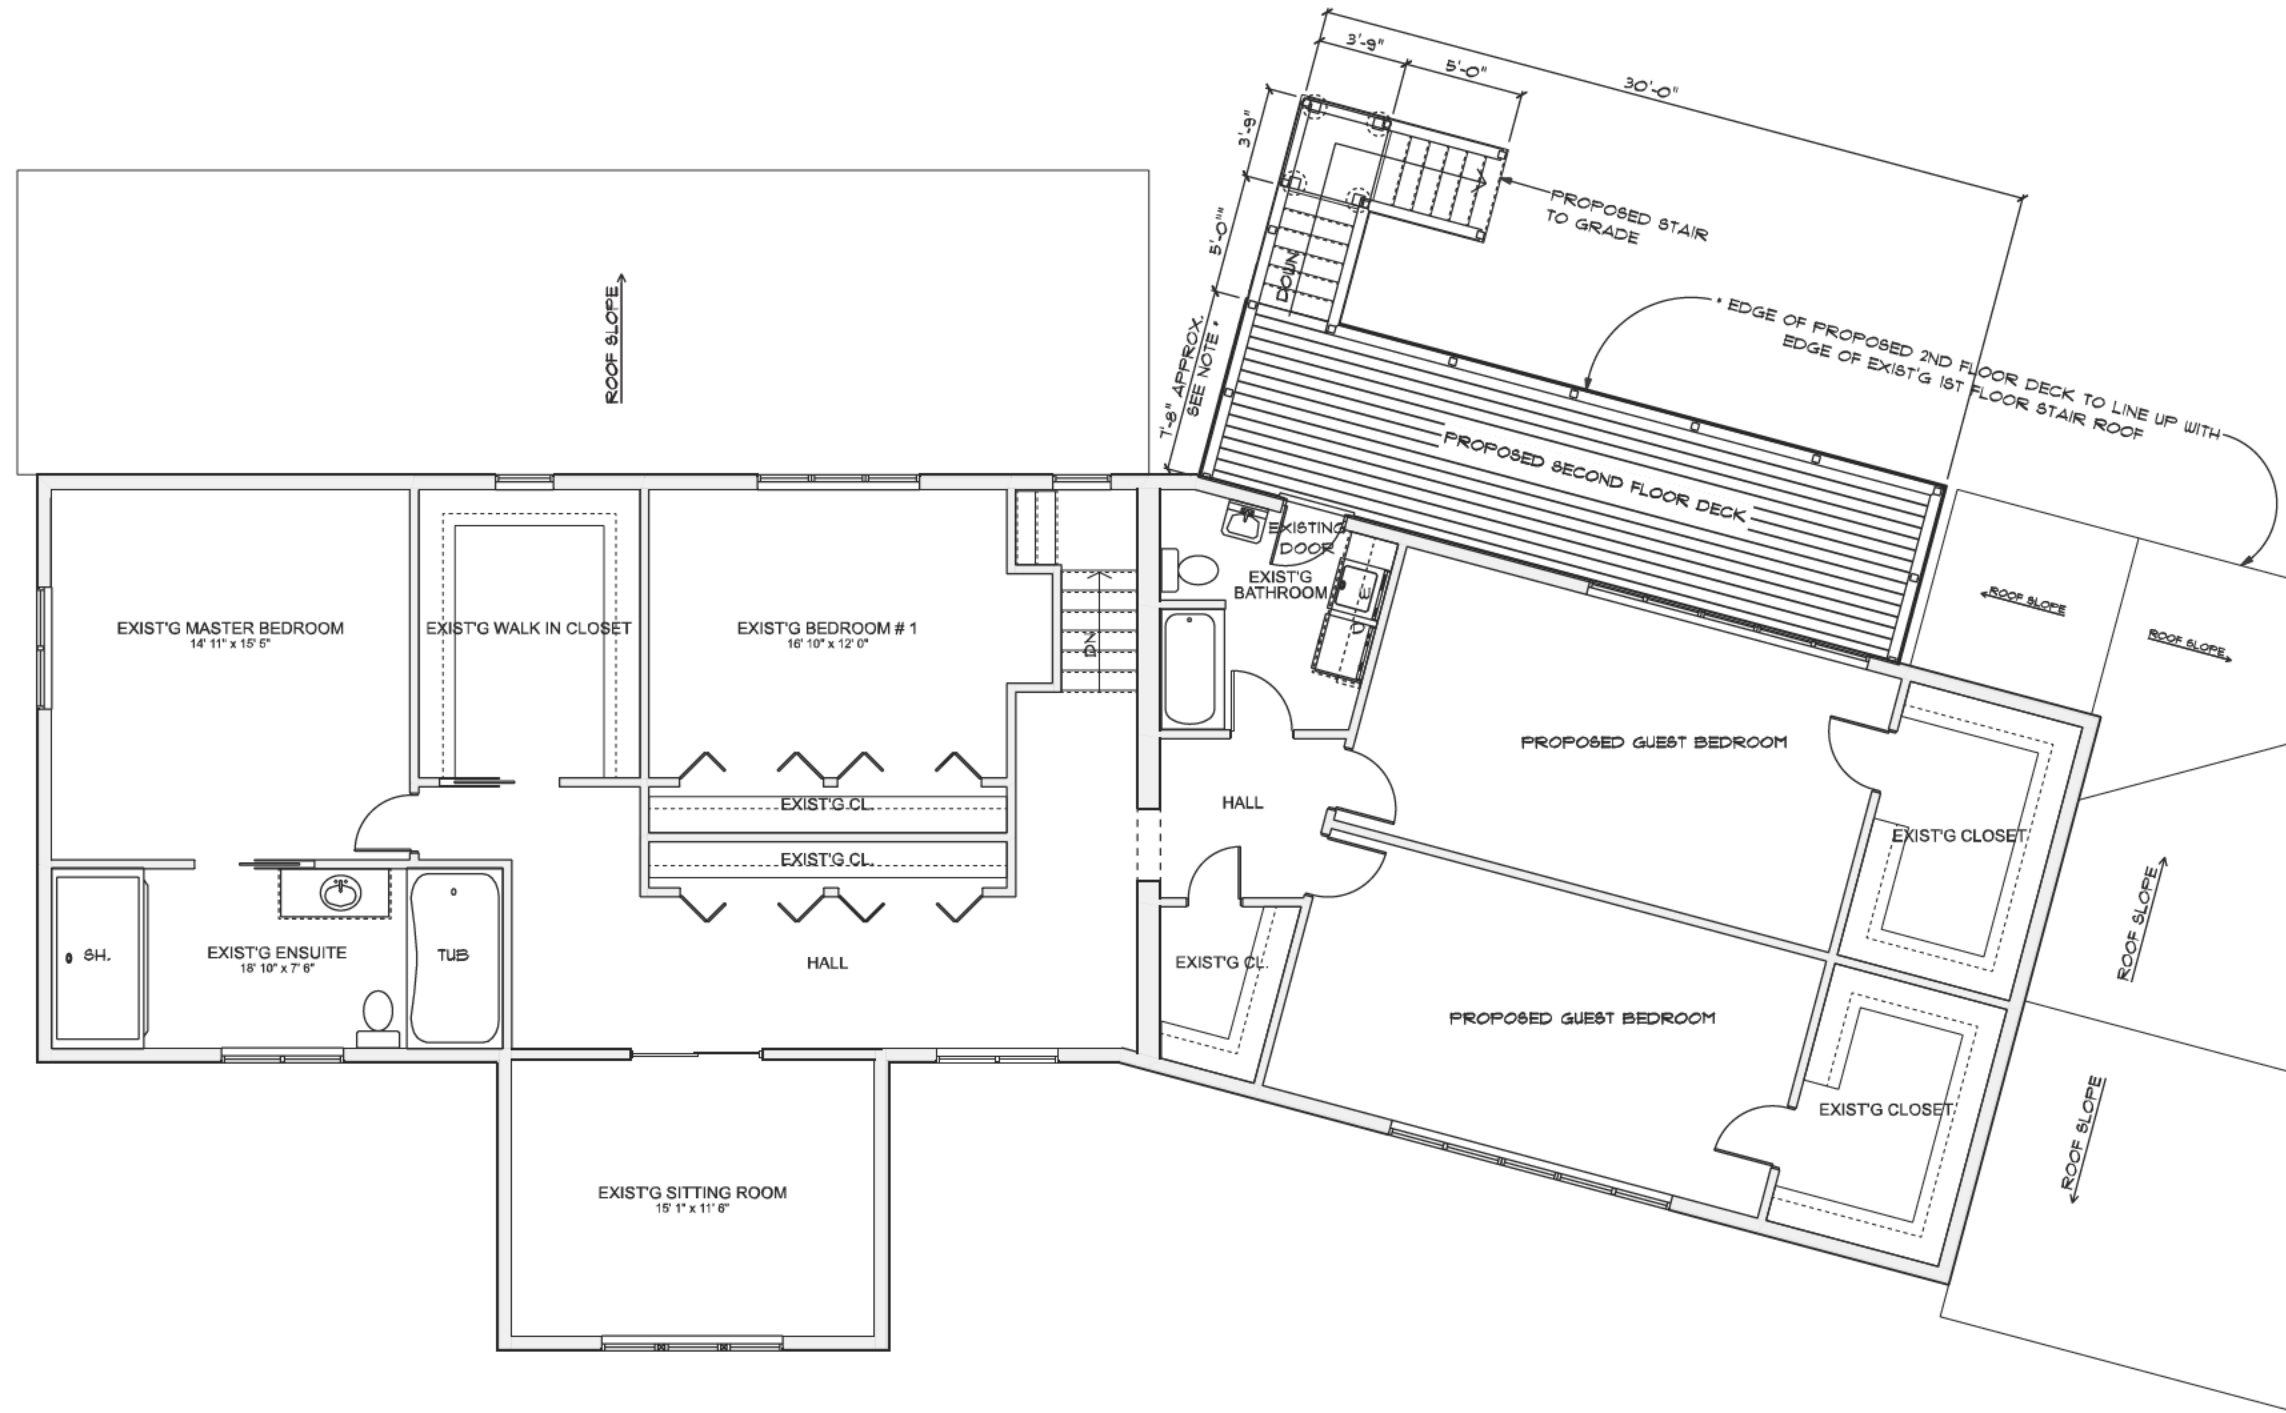 3'-9"
5'-0"
30'-0"
3'-9"
5'-0"
7'-8" APPROX.
SEE NOTE *
PROPOSED STAIR
TO GRADE
DOWN
* EDGE OF PROPOSED 2ND FLOOR DECK TO LINE UP WITH
EDGE OF EXIST'G 1ST FLOOR STAIR ROOF
PROPOSED SECOND FLOOR DECK
ROOF SLOPE
EXISTING
DOOR
EXIST'G
BATHROOM
W
D
ROOF SLOPE
ROOF SLOPE
EXIST'G MASTER BEDROOM
14' 11" x 15' 5"
EXIST'G WALK IN CLOSET
EXIST'G BEDROOM # 1
16' 10" x 12' 0"
DN
PROPOSED GUEST BEDROOM
EXIST'G CL.
HALL
EXIST'G CLOSET
EXIST'G CL.
ROOF SLOPE
SH.
EXIST'G ENSUITE
18' 10" x 7' 6"
TUB
HALL
EXIST'G CL.
PROPOSED GUEST BEDROOM
EXIST'G CLOSET
ROOF SLOPE
EXIST'G SITTING ROOM
15' 1" x 11' 6"